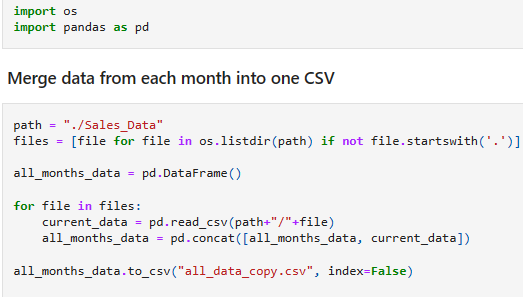 import os
import pandas as pd
Merge data from each month into one CSV
path = "./Sales_Data"
files = [file for file in os.listdir(path) if not file.startswith('.')]
all_months_data = pd.DataFrame()
for file in files:
    current_data = pd.read_csv(path+"/"+file)
    all_months_data = pd.concat([all_months_data, current_data])
all_months_data.to_csv("all_data_copy.csv", index=False)